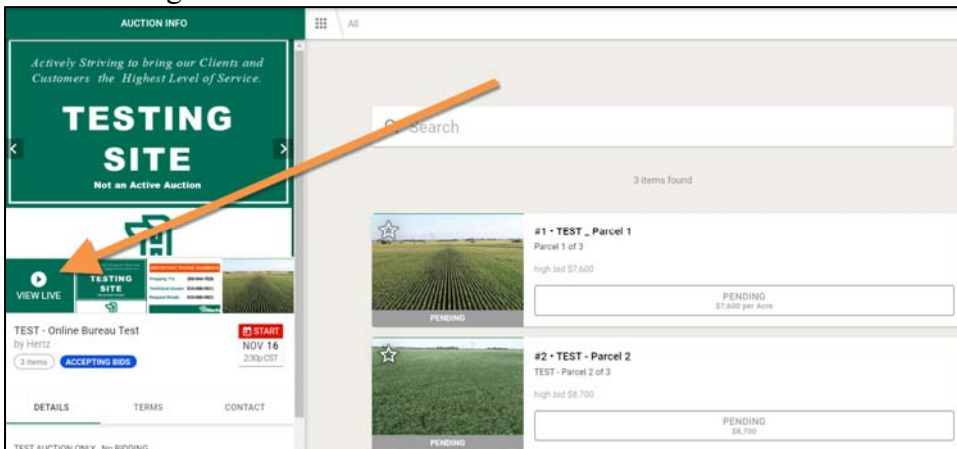 AUCTION INFO
All
Actively Striving to bring our Clients and
Customers the Highest Level of Service.
TESTING
SITE
Not an Active Auction
Search
3 items found
VIEW LIVE
TESTING
SITE
IMPORTANT PHONE NUMBERS
TEST - Online Bureau Test
by Hertz
3 items
ACCEPTING BIDS
START
NOV 16
2:30p CST
DETAILS
TERMS
CONTACT
TEST AUCTION ONLY No BIDDING
#1 • TEST _ Parcel 1
Parcel 1 of 3
high bid $7,600
PENDING
$7,600 per Acre
PENDING
#2 • TEST - Parcel 2
TEST - Parcel 2 of 3
high bid $8,700
PENDING
$8,700
PENDING